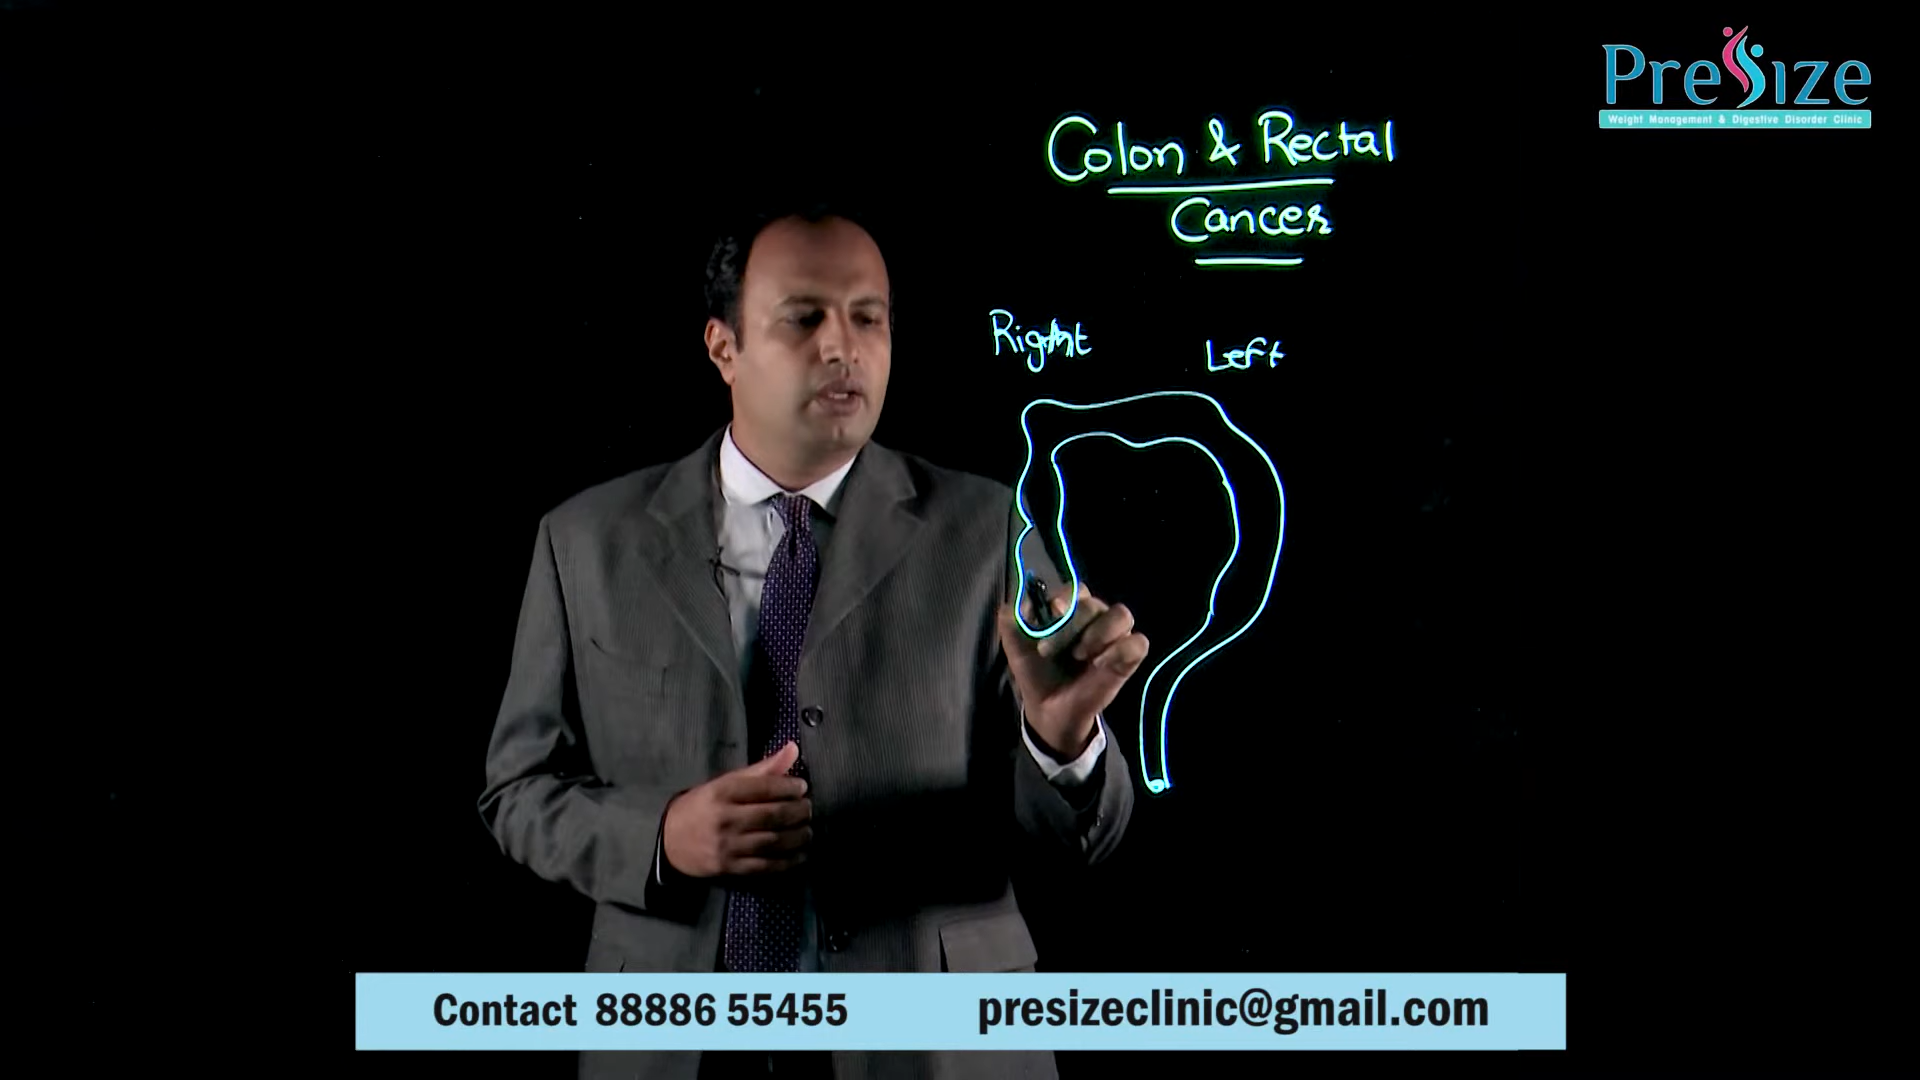 PreSize
Weight Management & Digestive Disorder Clinic
Colon & Rectal
Cancer
Right
Left
Contact 88886 55455
presizeclinic@gmail.com